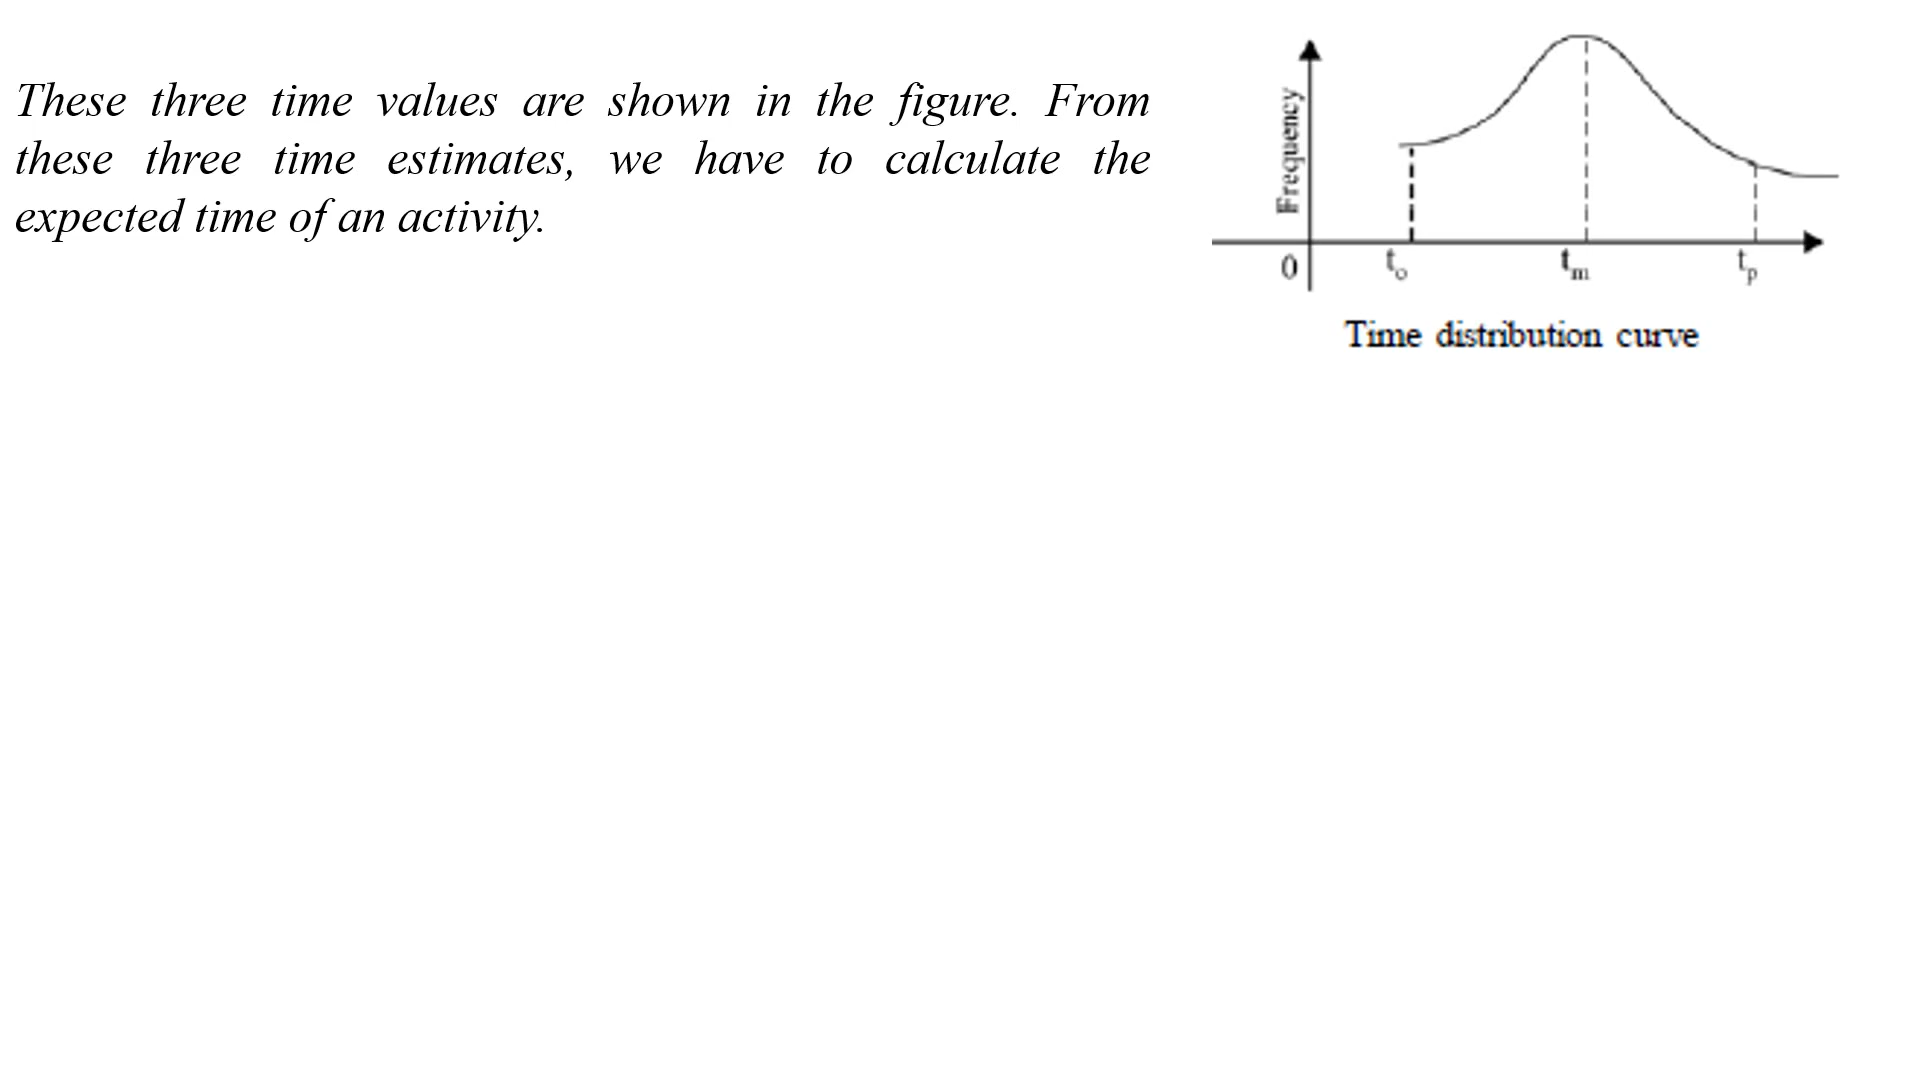 These three time values are shown in the figure. From
these three time estimates, we have to calculate the
expected time of an activity.
Frequency
0
to
tm
tp
Time distribution curve